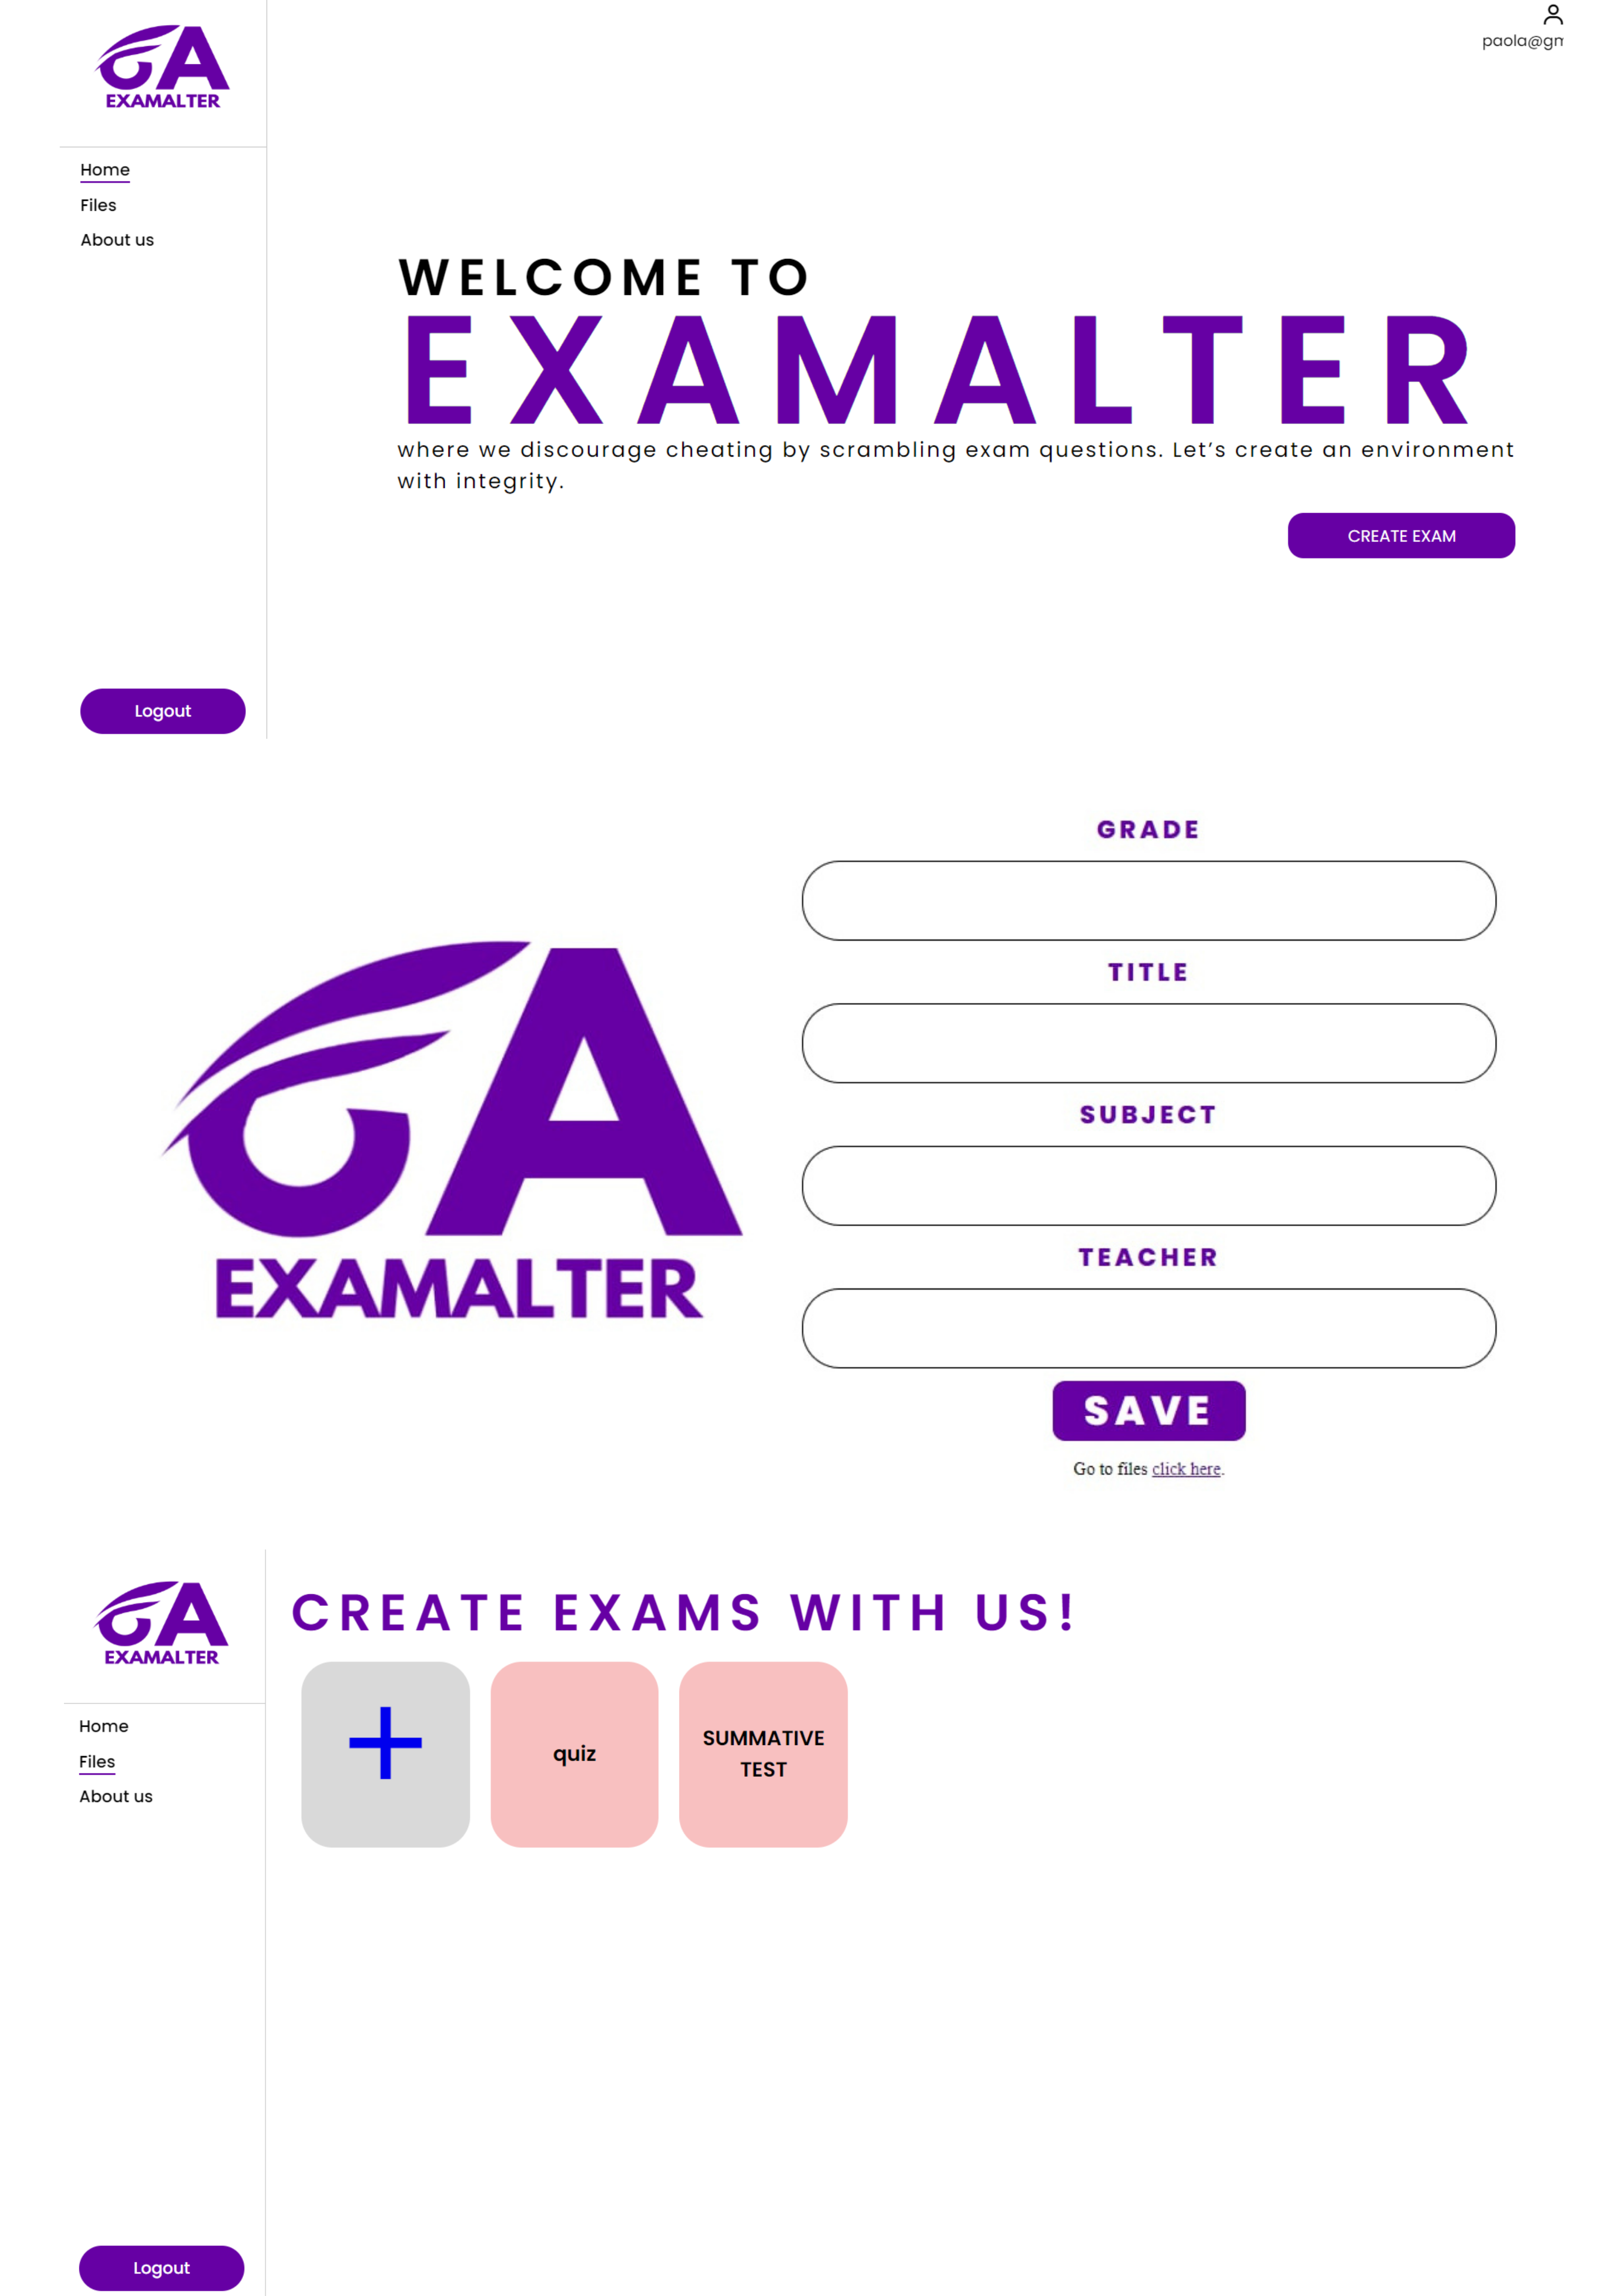 EXAMALTER
paola@gm
Home
Files
About us
WELCOME TO
EXAMALTER
where we discourage cheating by scrambling exam questions. Let’s create an environment
with integrity.
CREATE EXAM
Logout
GRADE
TITLE
SUBJECT
TEACHER
SAVE
Go to files click here.
EXAMALTER
EXAMALTER
Home
Files
About us
CREATE EXAMS WITH US!
quiz
SUMMATIVE
TEST
Logout